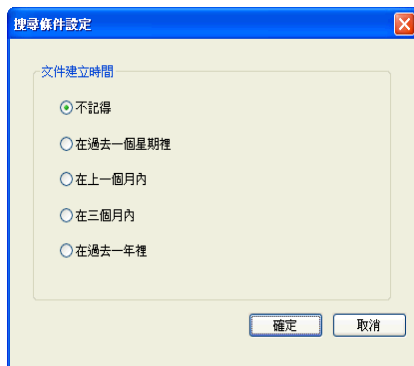 搜尋條件設定
文件建立時間
不記得
在過去一個星期裡
在上一個月內
在三個月內
在過去一年裡
確定
取消